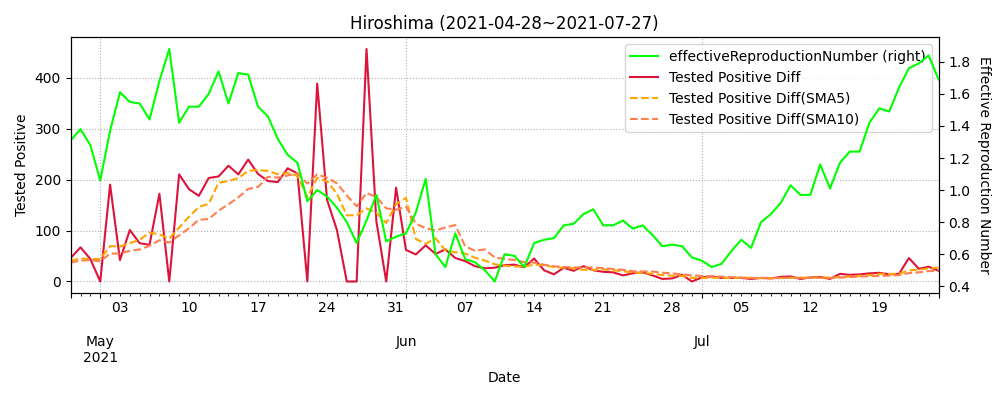 Hiroshima (2021-04-28~2021-07-27)
effectiveReproductionNumber (right)
Tested Positive Diff
Tested Positive Diff(SMA5)
Tested Positive Diff(SMA10)
Tested Positive
400
300
200
100
0
Effective Reproduction Number
1.8
1.6
1.4
1.2
1.0
0.8
0.6
0.4
03 10 17 24 31 07 14 21 28 05 12 19
May Jun Jul
2021
Date